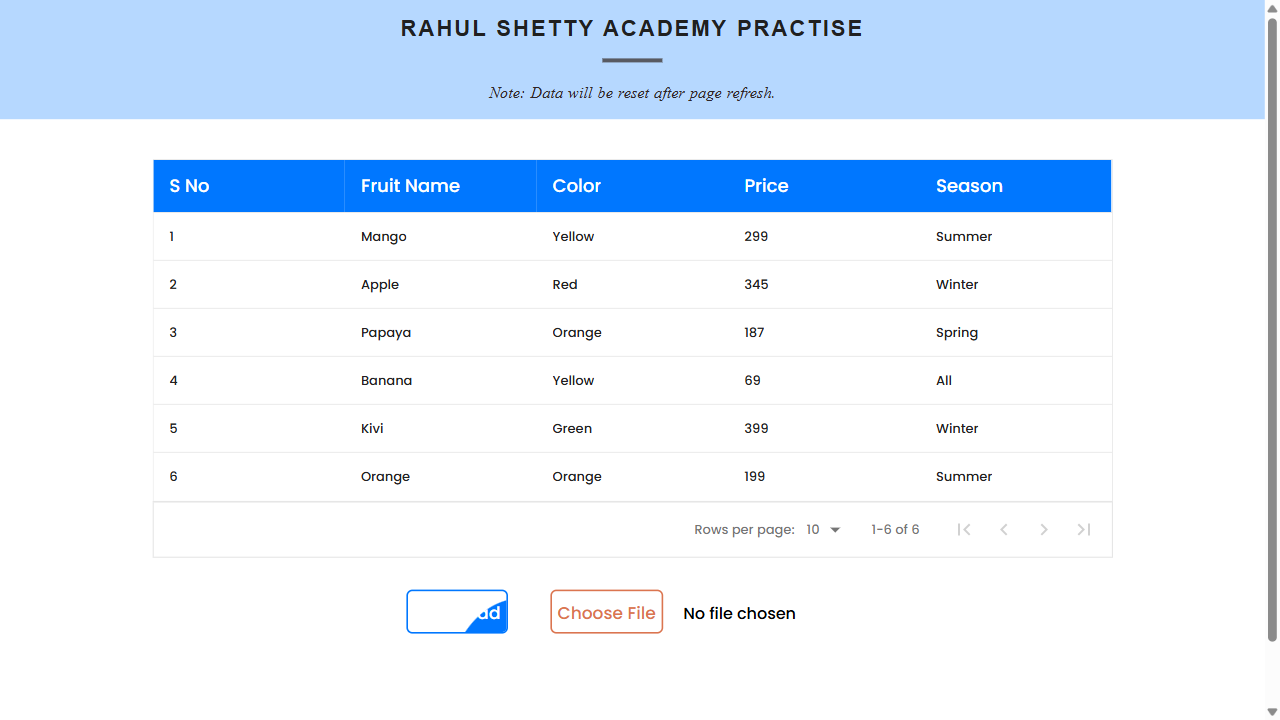 RAHUL SHETTY ACADEMY PRACTISE
Note: Data will be reset after page refresh.
S No Fruit Name Color Price Season
1 Mango Yellow 299 Summer
2 Apple Red 345 Winter
3 Papaya Orange 187 Spring
4 Banana Yellow 69 All
5 Kivi Green 399 Winter
6 Orange Orange 199 Summer
Rows per page: 10 1-6 of 6
Choose File No file chosen